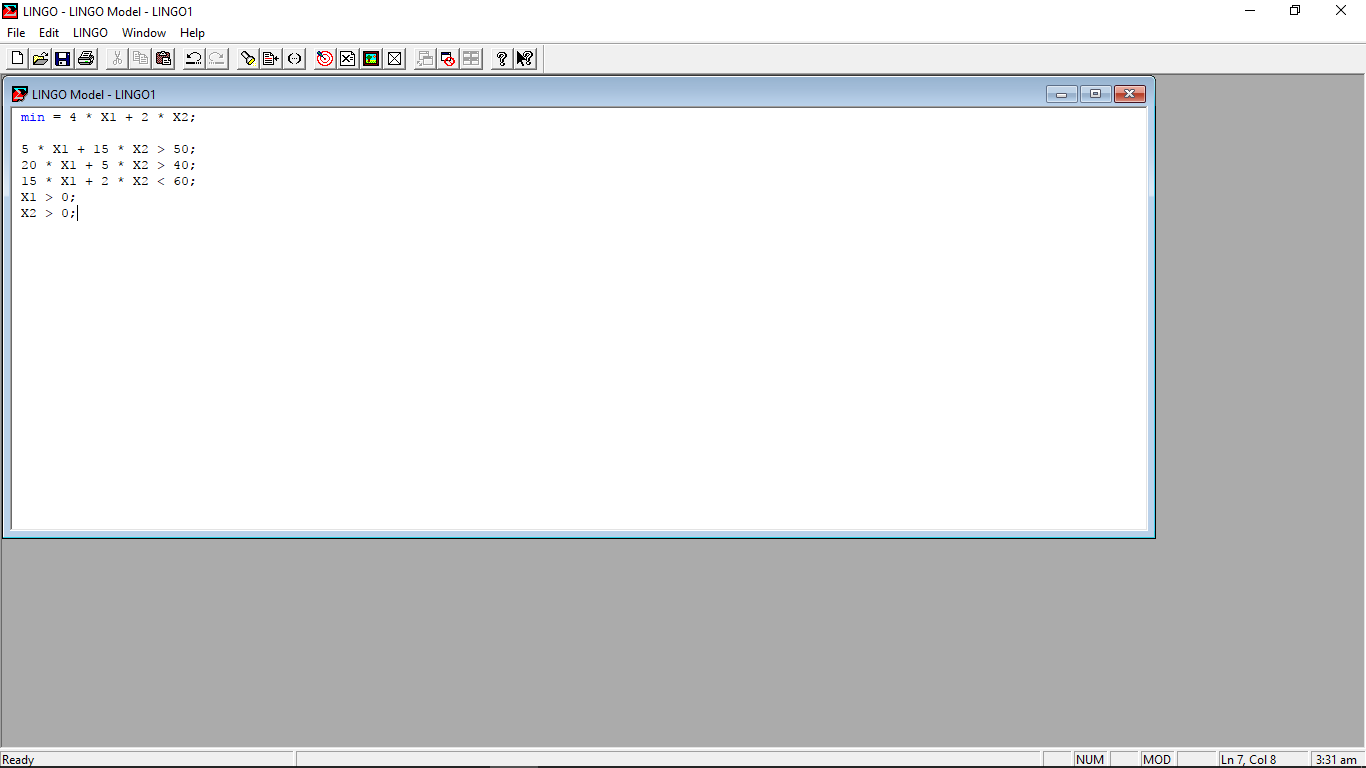 LINGO - LINGO Model - LINGO1
File Edit LINGO Window Help
LINGO Model - LINGO1
min = 4 * X1 + 2 * X2;
5 * X1 + 15 * X2 > 50;
20 * X1 + 5 * X2 > 40;
15 * X1 + 2 * X2 < 60;
X1 > 0;
X2 > 0;
Ready NUM MOD Ln 7, Col 8 3:31 am